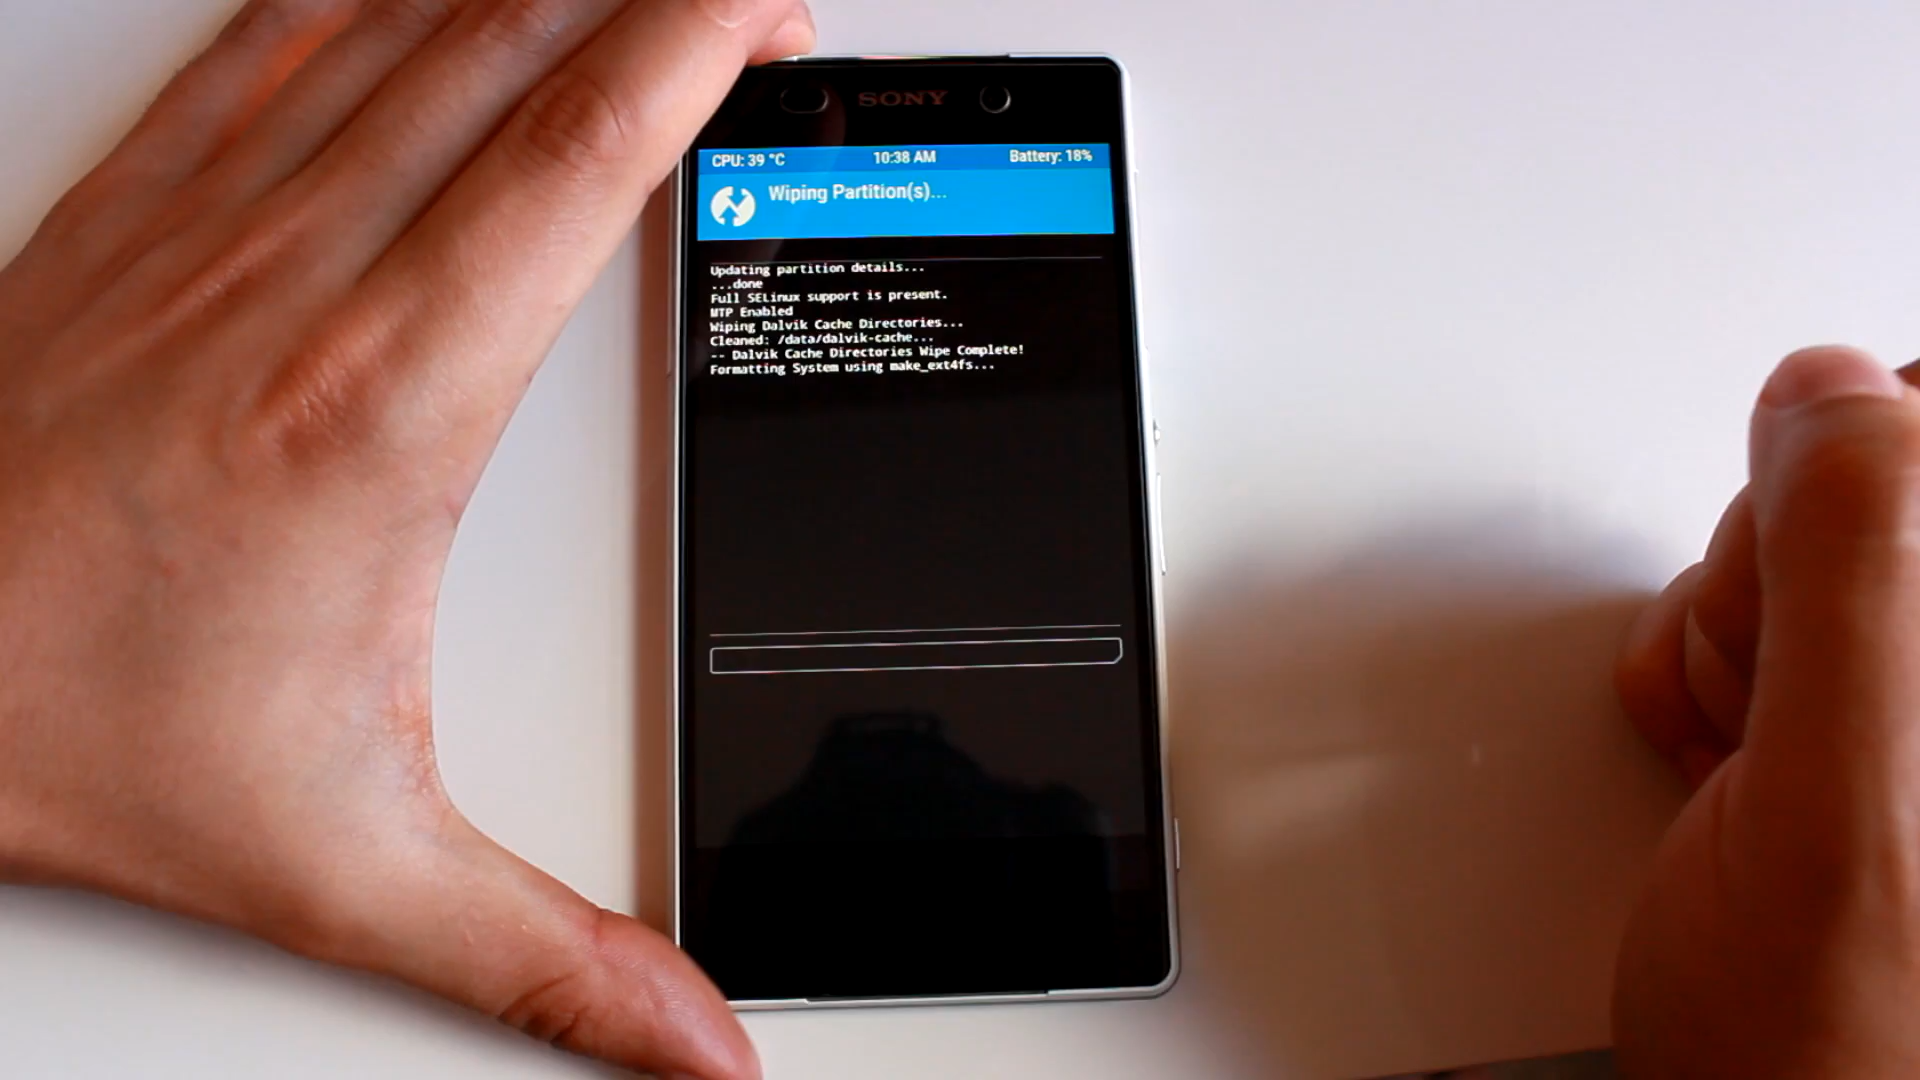 SONY
CPU: 39 °C 10:38 AM Battery: 18%
Wiping Partition(s)...
Updating partition details...
...done
Full SELinux support is present.
MTP Enabled
Wiping Dalvik Cache Directories...
Cleaned: /data/dalvik-cache...
-- Dalvik Cache Directories Wipe Complete!
Formatting System using make_ext4fs...